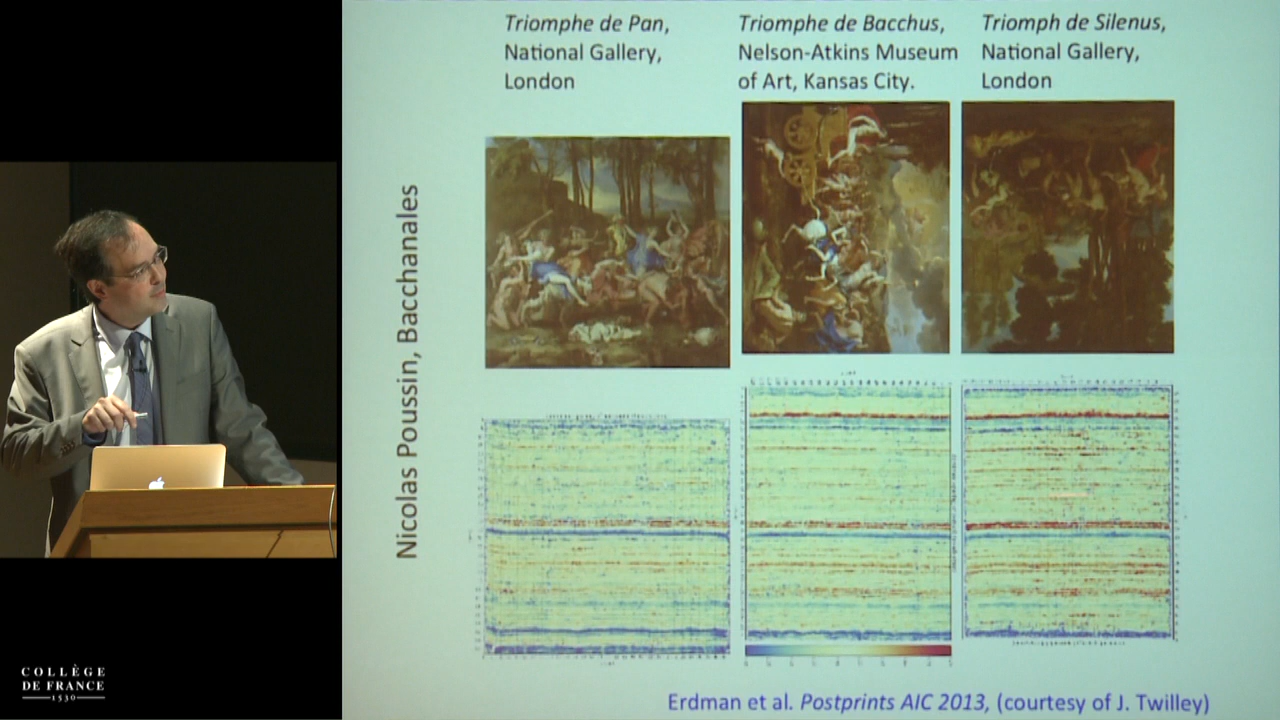 Triomphe de Pan,
National Gallery,
London
Triomphe de Bacchus,
Nelson-Atkins Museum
of Art, Kansas City.
Triomph de Silenus,
National Gallery,
London
Nicolas Poussin, Bacchanales
Erdman et al. Postprints AIC 2013, (courtesy of J. Twilley)
COLLÈGE
DE FRANCE
1530